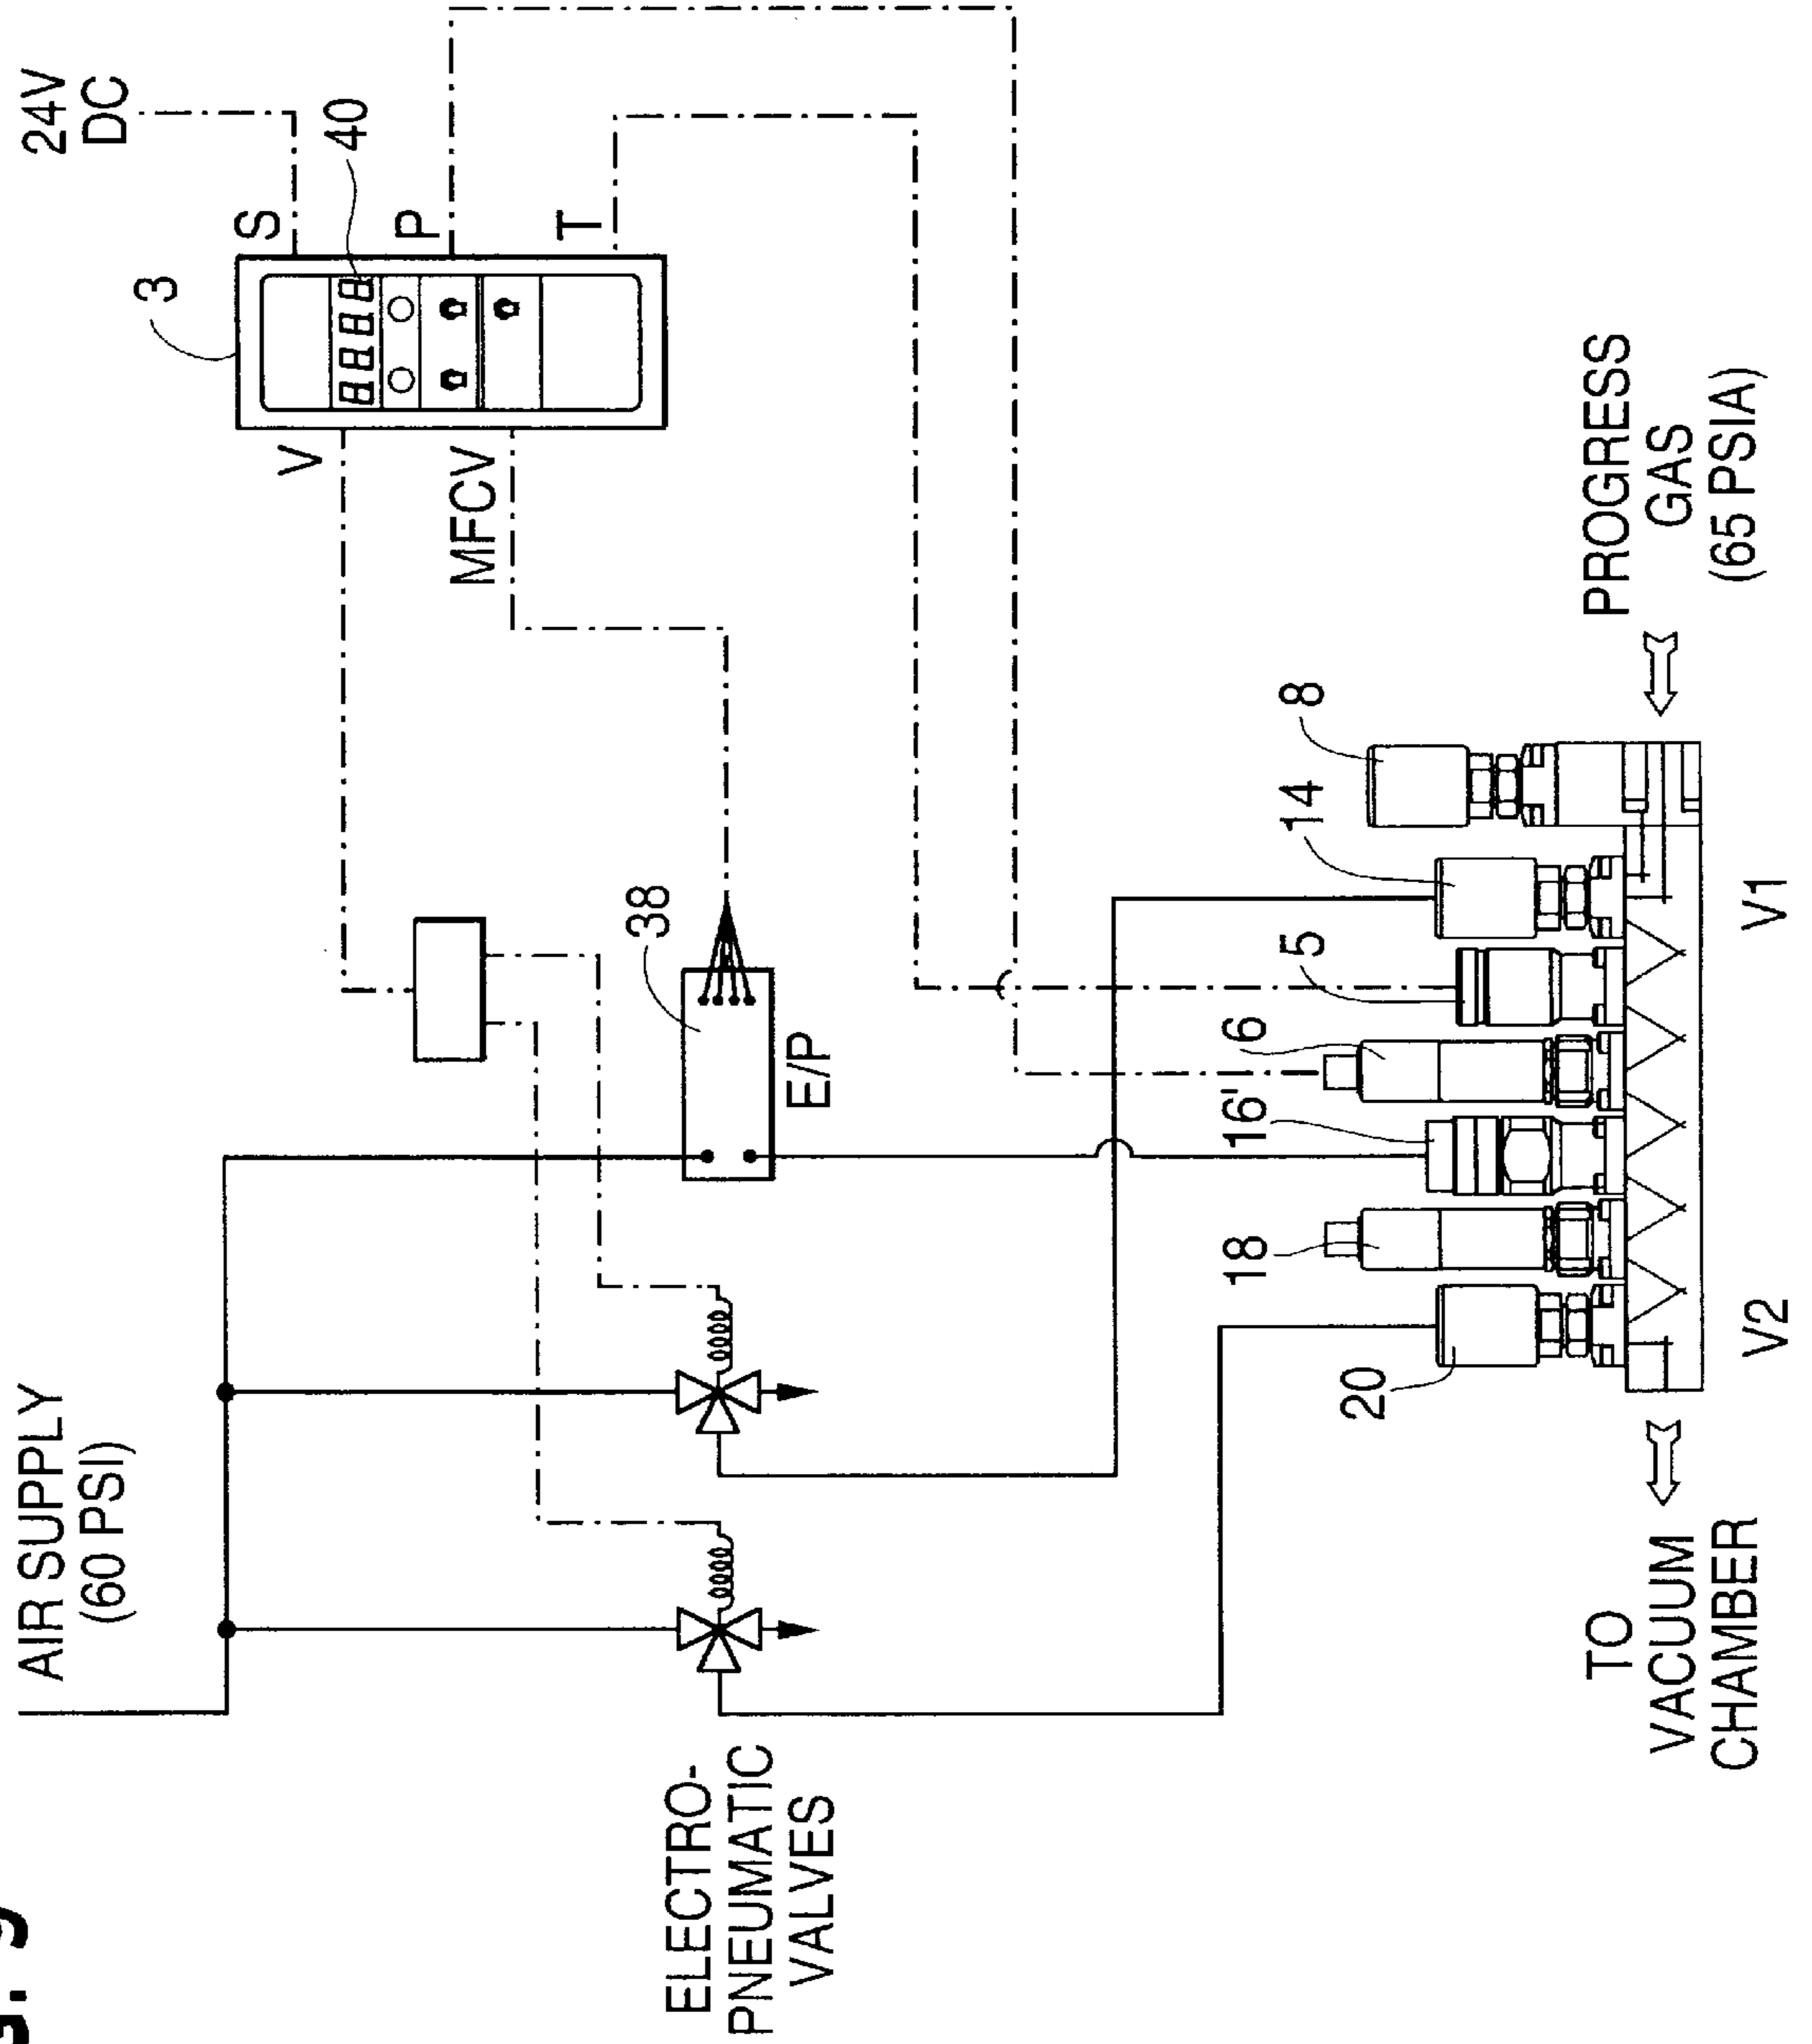 AIR SUPPLY
(60 PSI)
24V
DC
3
S
40
V
P
MFCV
T
ELECTRO-
PNEUMATIC
VALVES
38
E/P
20
18
16'
6
5
14
8
TO
VACUUM
CHAMBER
V2
V1
PROGRESS
GAS
(65 PSIA)
8888